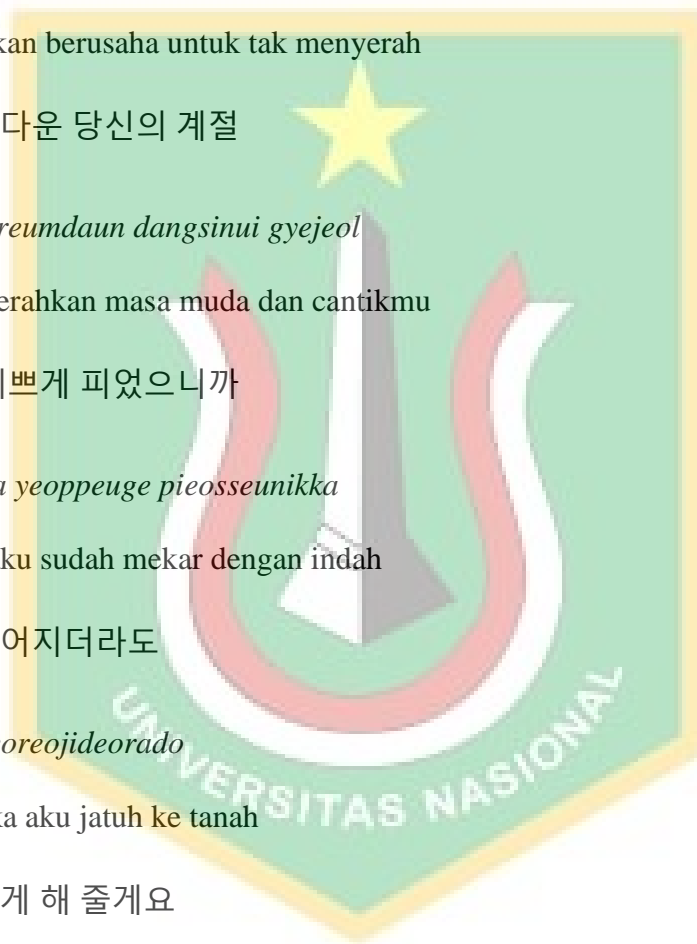 kan berusaha untuk tak menyerah
다운 당신의 계절
reumdaun dangsinui gyejeol
erahkan masa muda dan cantikmu
쁘게 피었으니까
yeoppeuge pieosseunikka
ku sudah mekar dengan indah
어지더라도
eoreojideorado
ka aku jatuh ke tanah
게 해 줄게요
UNIVERSITAS NASIONAL